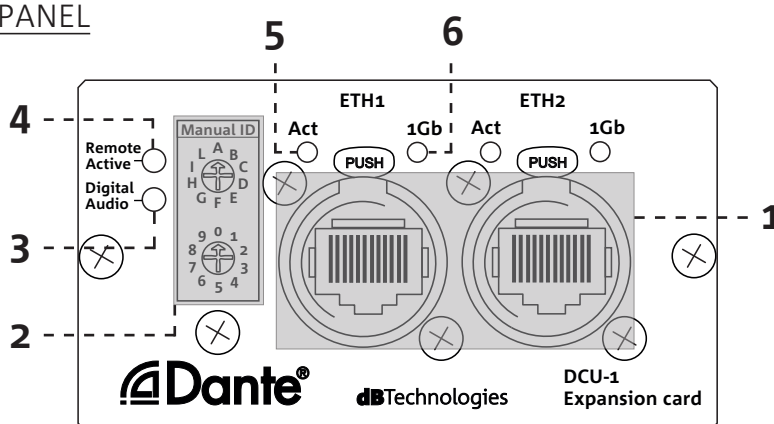 PANEL
5
6
ETH1
ETH2
4
Act
1Gb
Act
1Gb
Remote
Active
Manual ID
A B C D E F G H I L
PUSH
PUSH
Digital
Audio
3
0 1 2 3 4 5 6 7 8 9
1
2
Dante®
dBTechnologies
DCU-1
Expansion card